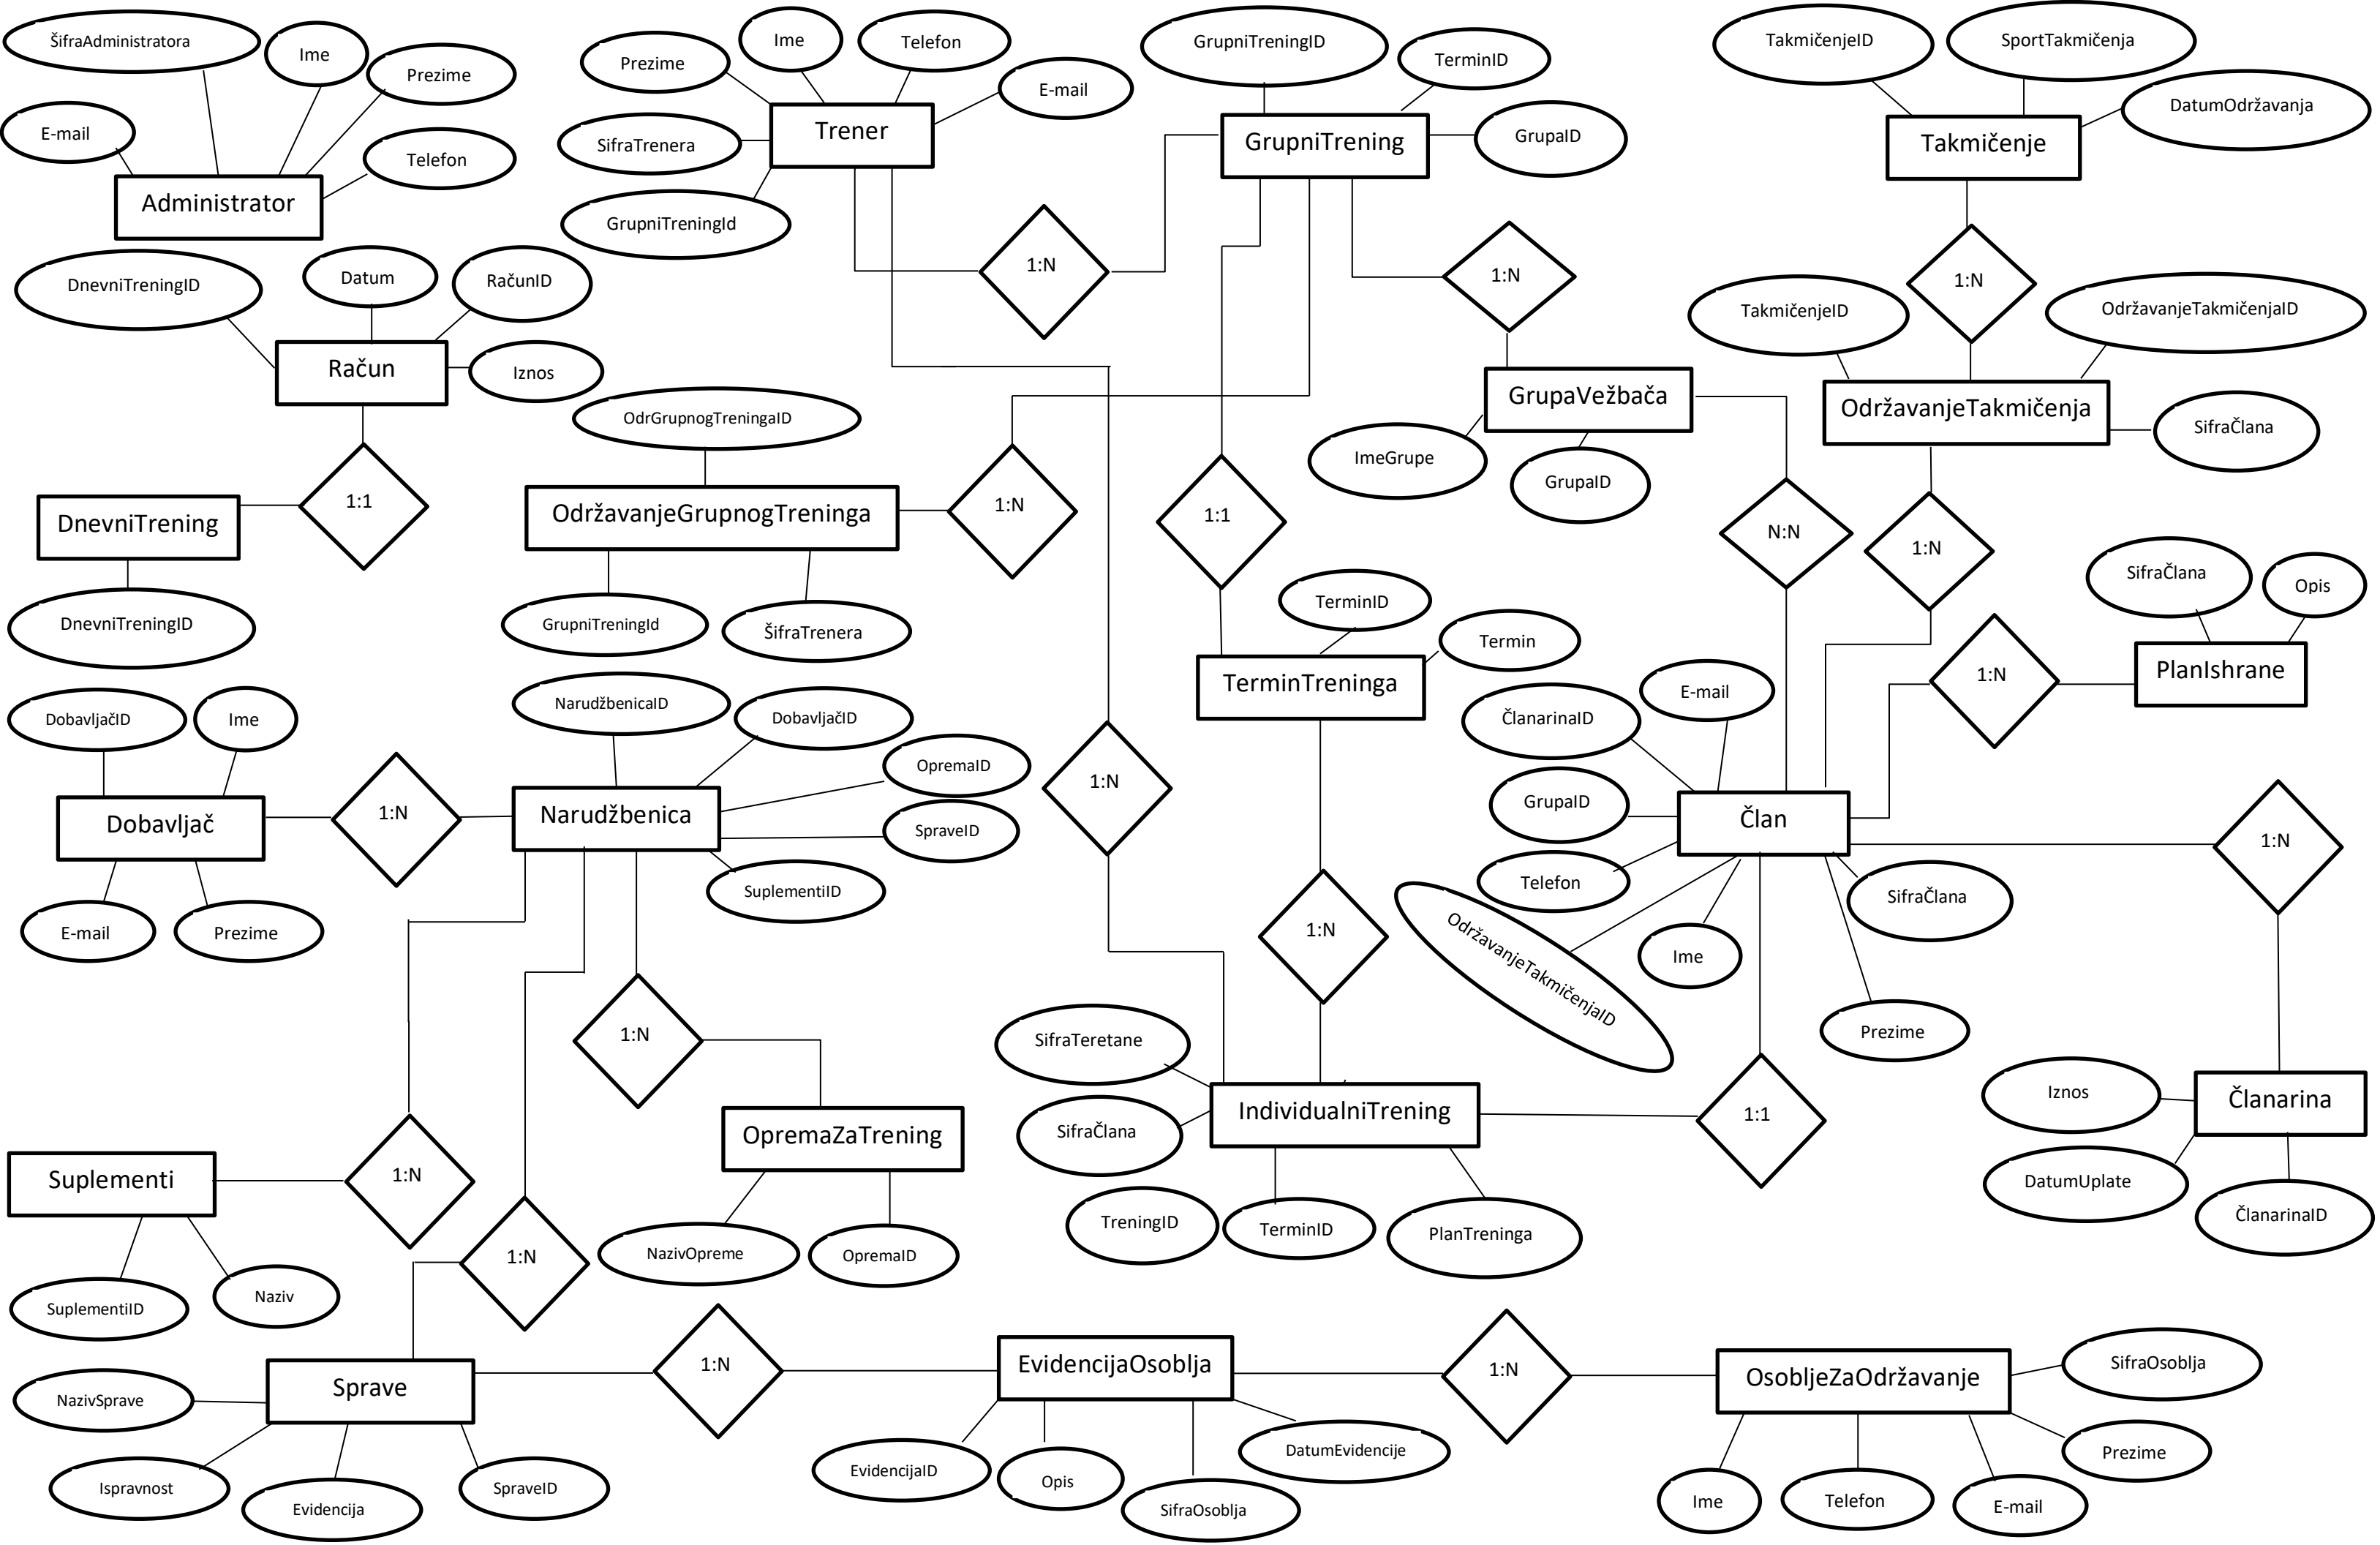 ŠifraAdministratora
Ime
Prezime
E-mail
Telefon
Administrator
Prezime
Ime
Telefon
E-mail
SifraTrenera
GrupniTreningId
Trener
1:N
GrupniTreningID
TerminID
GrupaID
GrupniTrening
1:N
TakmičenjeID
SportTakmičenja
DatumOdržavanja
Takmičenje
1:N
DnevniTreningID
Datum
RačunID
Iznos
Račun
1:1
DnevniTrening
DnevniTreningID
OdrGrupnogTreningaID
OdržavanjeGrupnogTreninga
GrupniTreningId
ŠifraTrenera
1:N
1:1
GrupaVežbača
ImeGrupe
GrupaID
N:N
TakmičenjeID
OdržavanjeTakmičenjaID
OdržavanjeTakmičenja
SifraČlana
1:N
SifraČlana
Opis
PlanIshrane
1:N
TerminID
Termin
TerminTreninga
DobavljačID
Ime
Dobavljač
E-mail
Prezime
1:N
NarudžbenicaID
DobavljačID
OpremaID
SpraveID
SuplementiID
Narudžbenica
1:N
1:N
ČlanarinaID
E-mail
GrupaID
Telefon
OdržavanjeTakmičenjaID
Ime
SifraČlana
Prezime
Član
1:N
1:N
OpremaZaTrening
NazivOpreme
OpremaID
SifraTeretane
SifraČlana
TreningID
TerminID
PlanTreninga
IndividualniTrening
1:1
Iznos
DatumUplate
ČlanarinaID
Članarina
Suplementi
SuplementiID
Naziv
1:N
1:N
Sprave
NazivSprave
Ispravnost
Evidencija
SpraveID
1:N
EvidencijaOsoblja
EvidencijaID
Opis
SifraOsoblja
DatumEvidencije
1:N
OsobljeZaOdržavanje
SifraOsoblja
Prezime
Ime
Telefon
E-mail